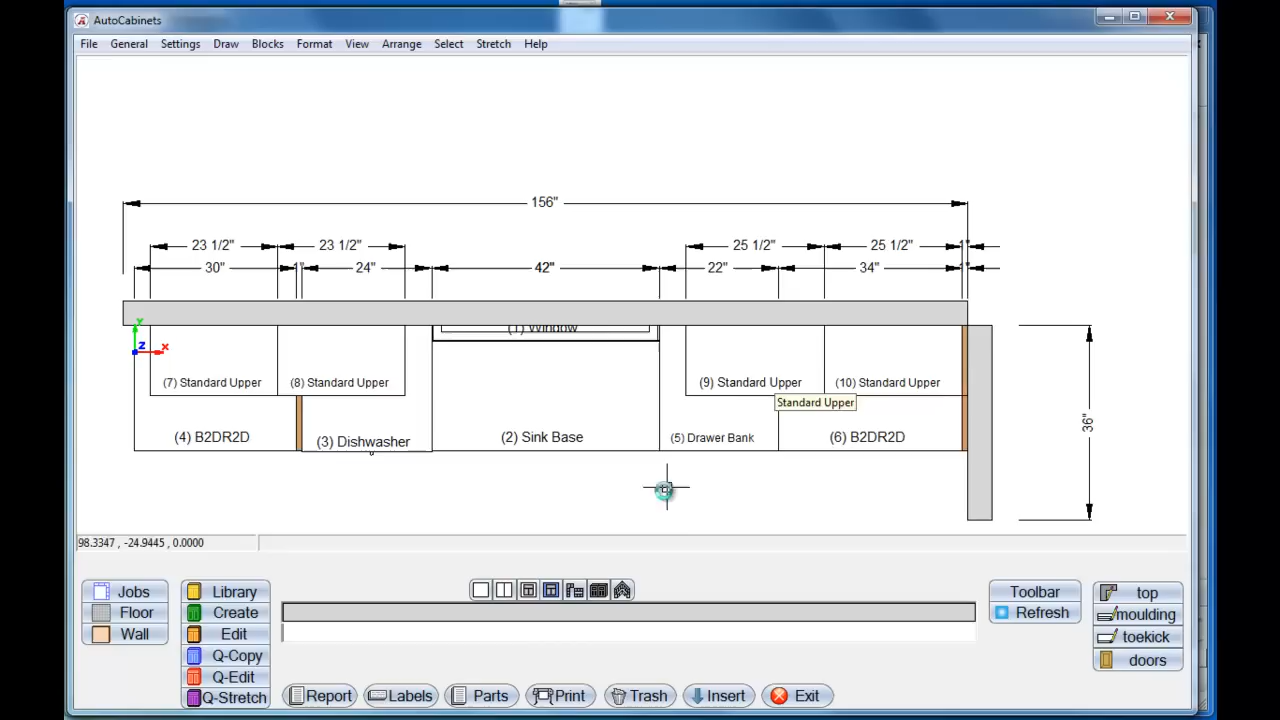 AutoCabinets
File General Settings Draw Blocks Format View Arrange Select Stretch Help
156"
23 1/2" 23 1/2" 25 1/2" 25 1/2" 1"
30" 1" 24" 42" 22" 34" 1"
Y
(1) Window
Z X
(7) Standard Upper (8) Standard Upper (9) Standard Upper (10) Standard Upper
Standard Upper
36"
(4) B2DR2D (3) Dishwasher (2) Sink Base (5) Drawer Bank (6) B2DR2D
98.3347 , -24.9445, 0.0000
Jobs Library Toolbar top
Floor Create Refresh moulding
Wall Edit toekick
Q-Copy doors
Q-Edit
Q-Stretch Report Labels Parts Print Trash Insert Exit